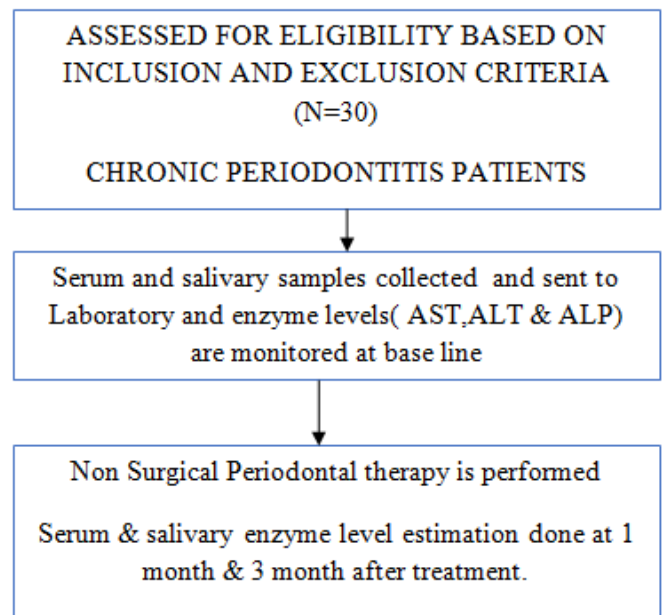 ASSESSED FOR ELIGIBILITY BASED ON
INCLUSION AND EXCLUSION CRITERIA
(N=30)
CHRONIC PERIODONTITIS PATIENTS
Serum and salivary samples collected and sent to
Laboratory and enzyme levels( AST,ALT & ALP)
are monitored at base line
Non Surgical Periodontal therapy is performed
Serum & salivary enzyme level estimation done at 1
month & 3 month after treatment.